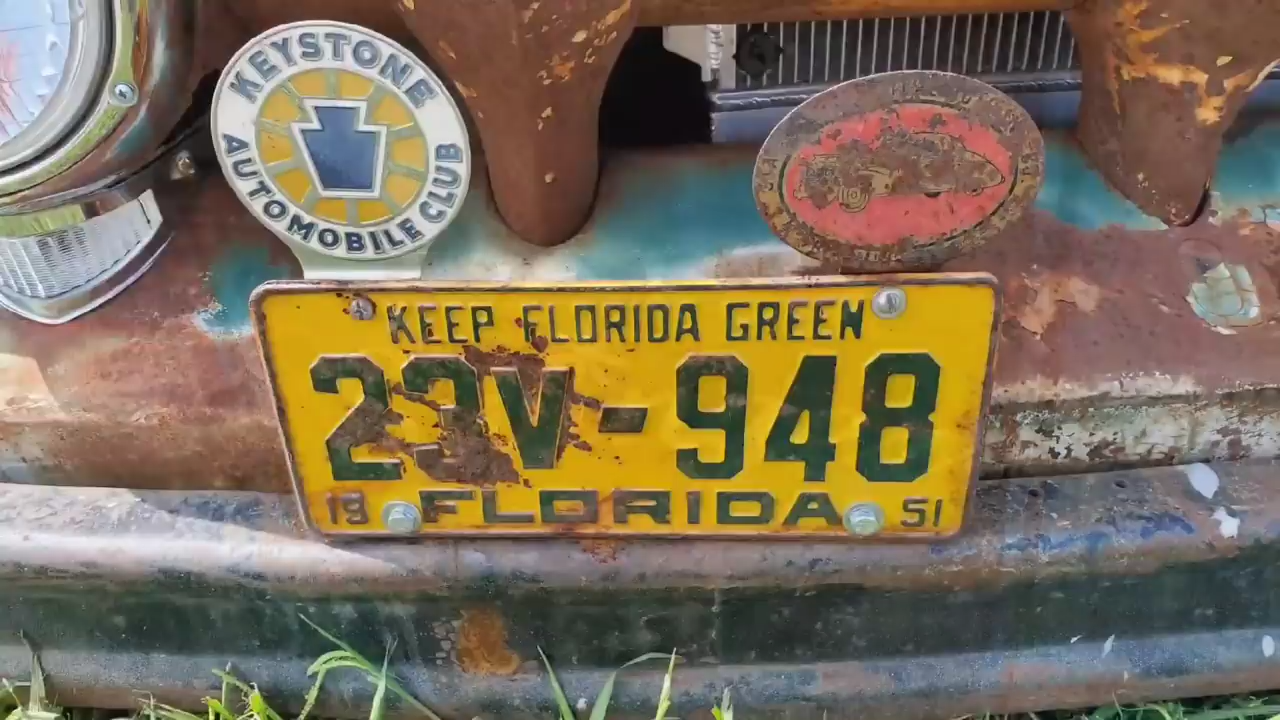 KEYSTONE
AUTOMOBILE CLUB
KEEP FLORIDA GREEN
23V-948
19 FLORIDA 51